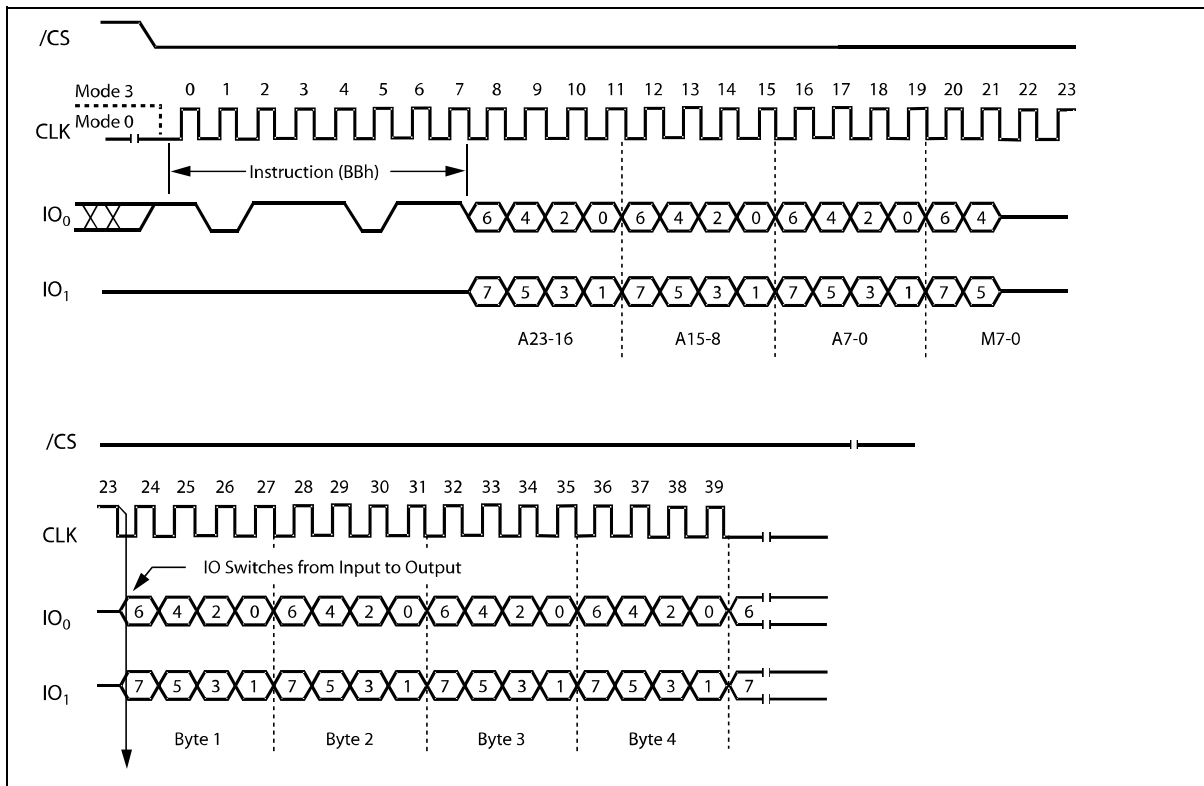 /CS
Mode 3
0 1 2 3 4 5 6 7 8 9 10 11 12 13 14 15 16 17 18 19 20 21 22 23
Mode 0
CLK
Instruction (BBh)
IO0 6 4 2 0 6 4 2 0 6 4 2 0 6 4
IO1 7 5 3 1 7 5 3 1 7 5 3 1 7 5
A23-16 A15-8 A7-0 M7-0
/CS
23 24 25 26 27 28 29 30 31 32 33 34 35 36 37 38 39
CLK
IO Switches from Input to Output
IO0 6 4 2 0 6 4 2 0 6 4 2 0 6 4 2 0 6
IO1 7 5 3 1 7 5 3 1 7 5 3 1 7 5 3 1 7
Byte 1 Byte 2 Byte 3 Byte 4